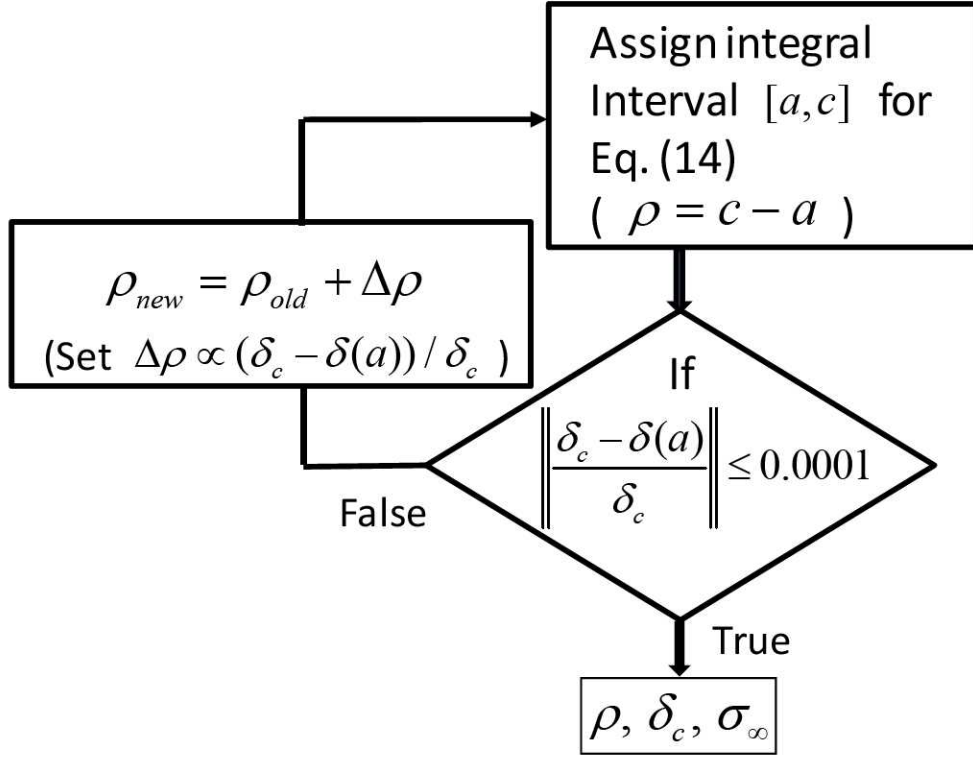 Assign integral
Interval [a, c] for
Eq. (14)
( ρ = c − a )
ρ_new = ρ_old + Δρ
(Set Δρ ∝ (δ_c − δ(a)) / δ_c )
If
‖(δ_c − δ(a))/δ_c‖ ≤ 0.0001
False
True
ρ, δ_c, σ_∞